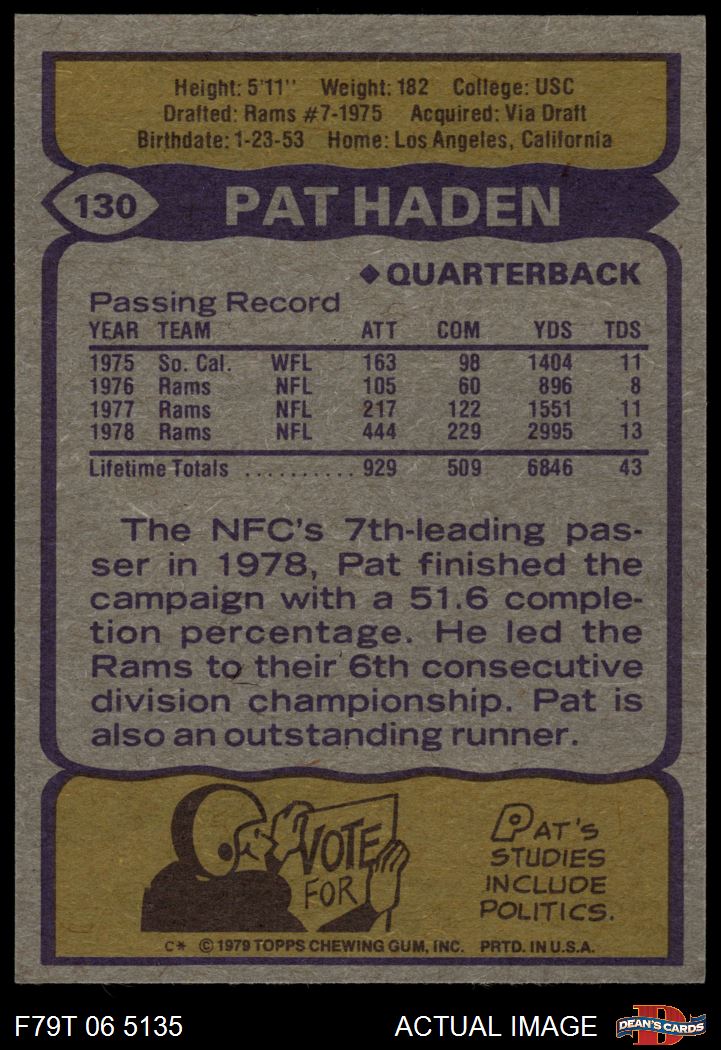 Height: 5'11'' Weight: 182 College: USC
Drafted: Rams #7-1975 Acquired: Via Draft
Birthdate: 1-23-53 Home: Los Angeles, California
130 PAT HADEN
◆QUARTERBACK
Passing Record
YEAR TEAM ATT COM YDS TDS
1975 So. Cal. WFL 163 98 1404 11
1976 Rams NFL 105 60 896 8
1977 Rams NFL 217 122 1551 11
1978 Rams NFL 444 229 2995 13
Lifetime Totals .......... 929 509 6846 43
The NFC's 7th-leading pas-
ser in 1978, Pat finished the
campaign with a 51.6 comple-
tion percentage. He led the
Rams to their 6th consecutive
division championship. Pat is
also an outstanding runner.
VOTE
FOR
PAT'S
STUDIES
INCLUDE
POLITICS.
C* © 1979 TOPPS CHEWING GUM, INC. PRTD. IN U.S.A.
F79T 06 5135 ACTUAL IMAGE D DEAN'S CARDS